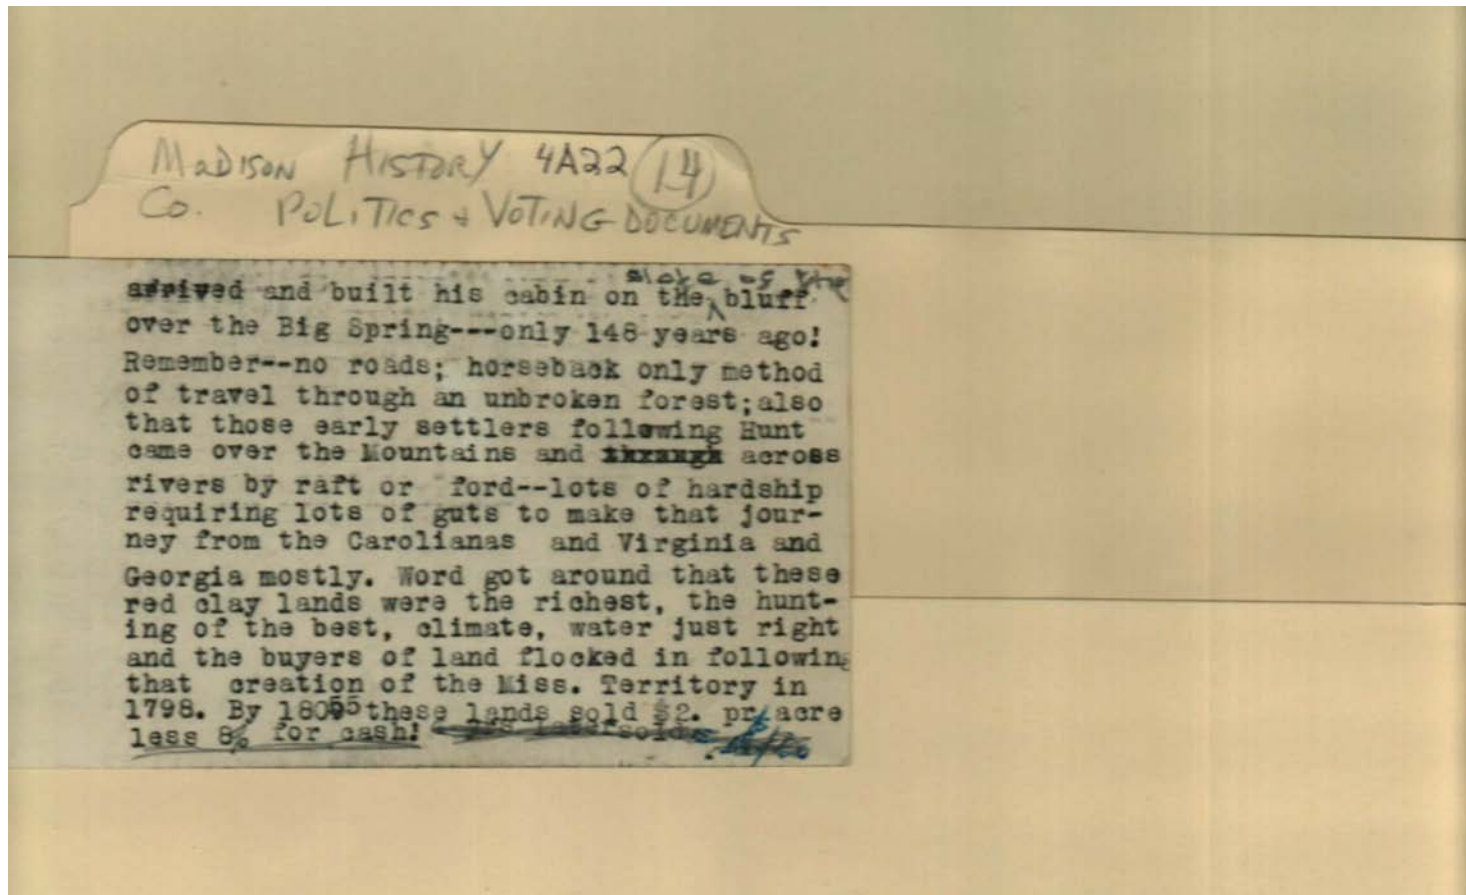 MaDISON HISTORY 4A22 14
Co. POLITICS + VOTING DOCUMENTS
slope of the
arrived and built his cabin on the bluff
over the Big Spring---only 148 years ago!
Remember--no roads; horseback only method
of travel through an unbroken forest;also
that those early settlers following Hunt
came over the Mountains and through across
rivers by raft or ford--lots of hardship
requiring lots of guts to make that jour-
ney from the Carolianas and Virginia and
Georgia mostly. Word got around that these
red clay lands were the richest, the hunt-
ing of the best, climate, water just right
and the buyers of land flocked in following
that creation of the Miss. Territory in
1798. By 1805 these lands sold $2. pr acre
less 8% for cash!